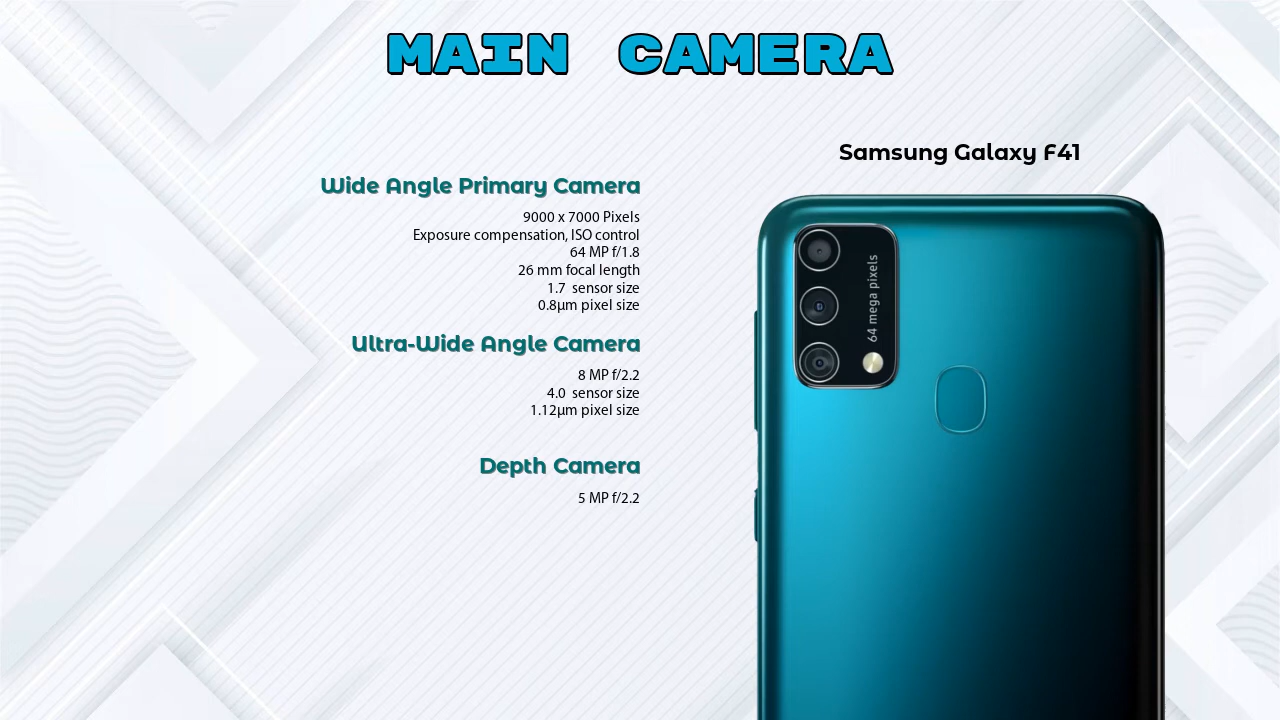 MAIN CAMERA
Samsung Galaxy F41
Wide Angle Primary Camera
9000 x 7000 Pixels
Exposure compensation, ISO control
64 MP f/1.8
26 mm focal length
1.7 sensor size
0.8µm pixel size
Ultra-Wide Angle Camera
8 MP f/2.2
4.0 sensor size
1.12µm pixel size
Depth Camera
5 MP f/2.2
64 mega pixels